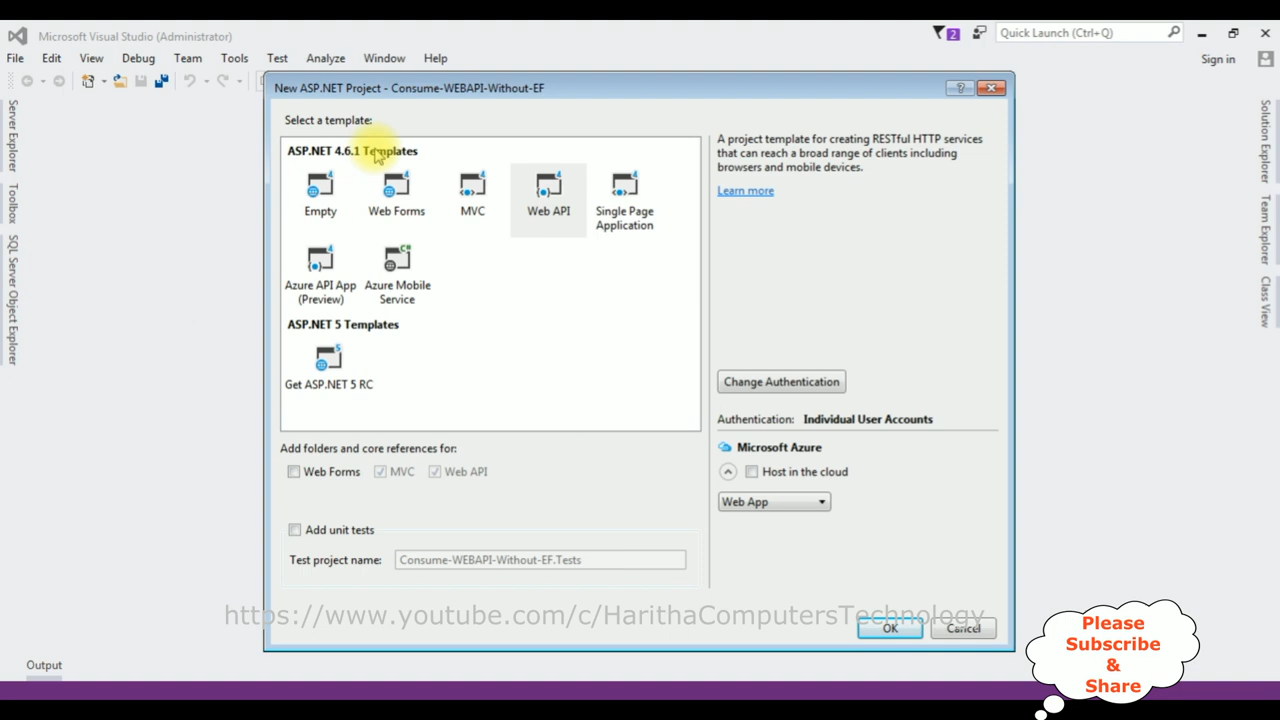 Microsoft Visual Studio (Administrator)
2
Quick Launch (Ctrl+Q)
File Edit View Debug Team Tools Test Analyze Window Help
Sign in
Server Explorer
Toolbox
SQL Server Object Explorer
New ASP.NET Project - Consume-WEBAPI-Without-EF
?
Select a template:
ASP.NET 4.6.1 Templates
Empty
Web Forms
MVC
Web API
Single Page
Application
Azure API App
(Preview)
Azure Mobile
Service
ASP.NET 5 Templates
Get ASP.NET 5 RC
A project template for creating RESTful HTTP services
that can reach a broad range of clients including
browsers and mobile devices.
Learn more
Change Authentication
Authentication: Individual User Accounts
Microsoft Azure
Host in the cloud
Web App
Add folders and core references for:
Web Forms MVC Web API
Add unit tests
Test project name: Consume-WEBAPI-Without-EF.Tests
https://www.youtube.com/c/HarithaComputersTechnology
OK Cancel
Solution Explorer
Team Explorer
Class View
Output
Please
Subscribe
&
Share